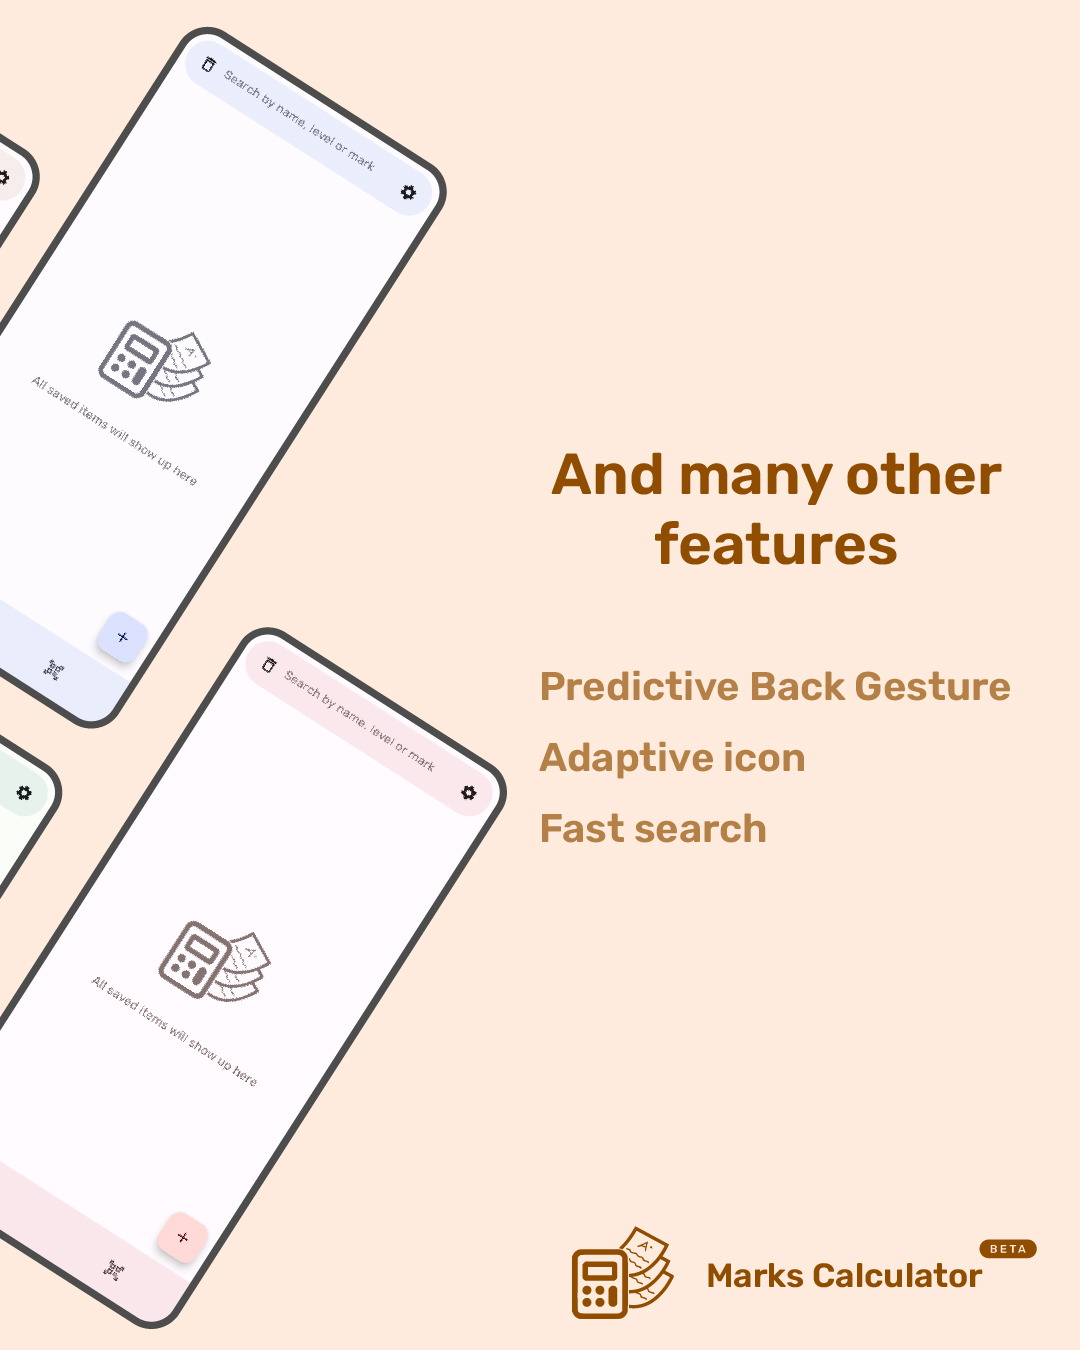 Search by name, level or mark
All saved items will show up here
And many other
features
Predictive Back Gesture
Adaptive icon
Fast search
Search by name, level or mark
All saved items will show up here
BETA
Marks Calculator